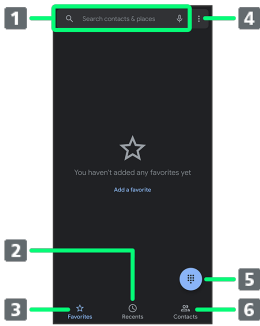 1
Search contacts & places
4
You haven't added any favorites yet
Add a favorite
2
5
3
Favorites
Recents
Contacts
6